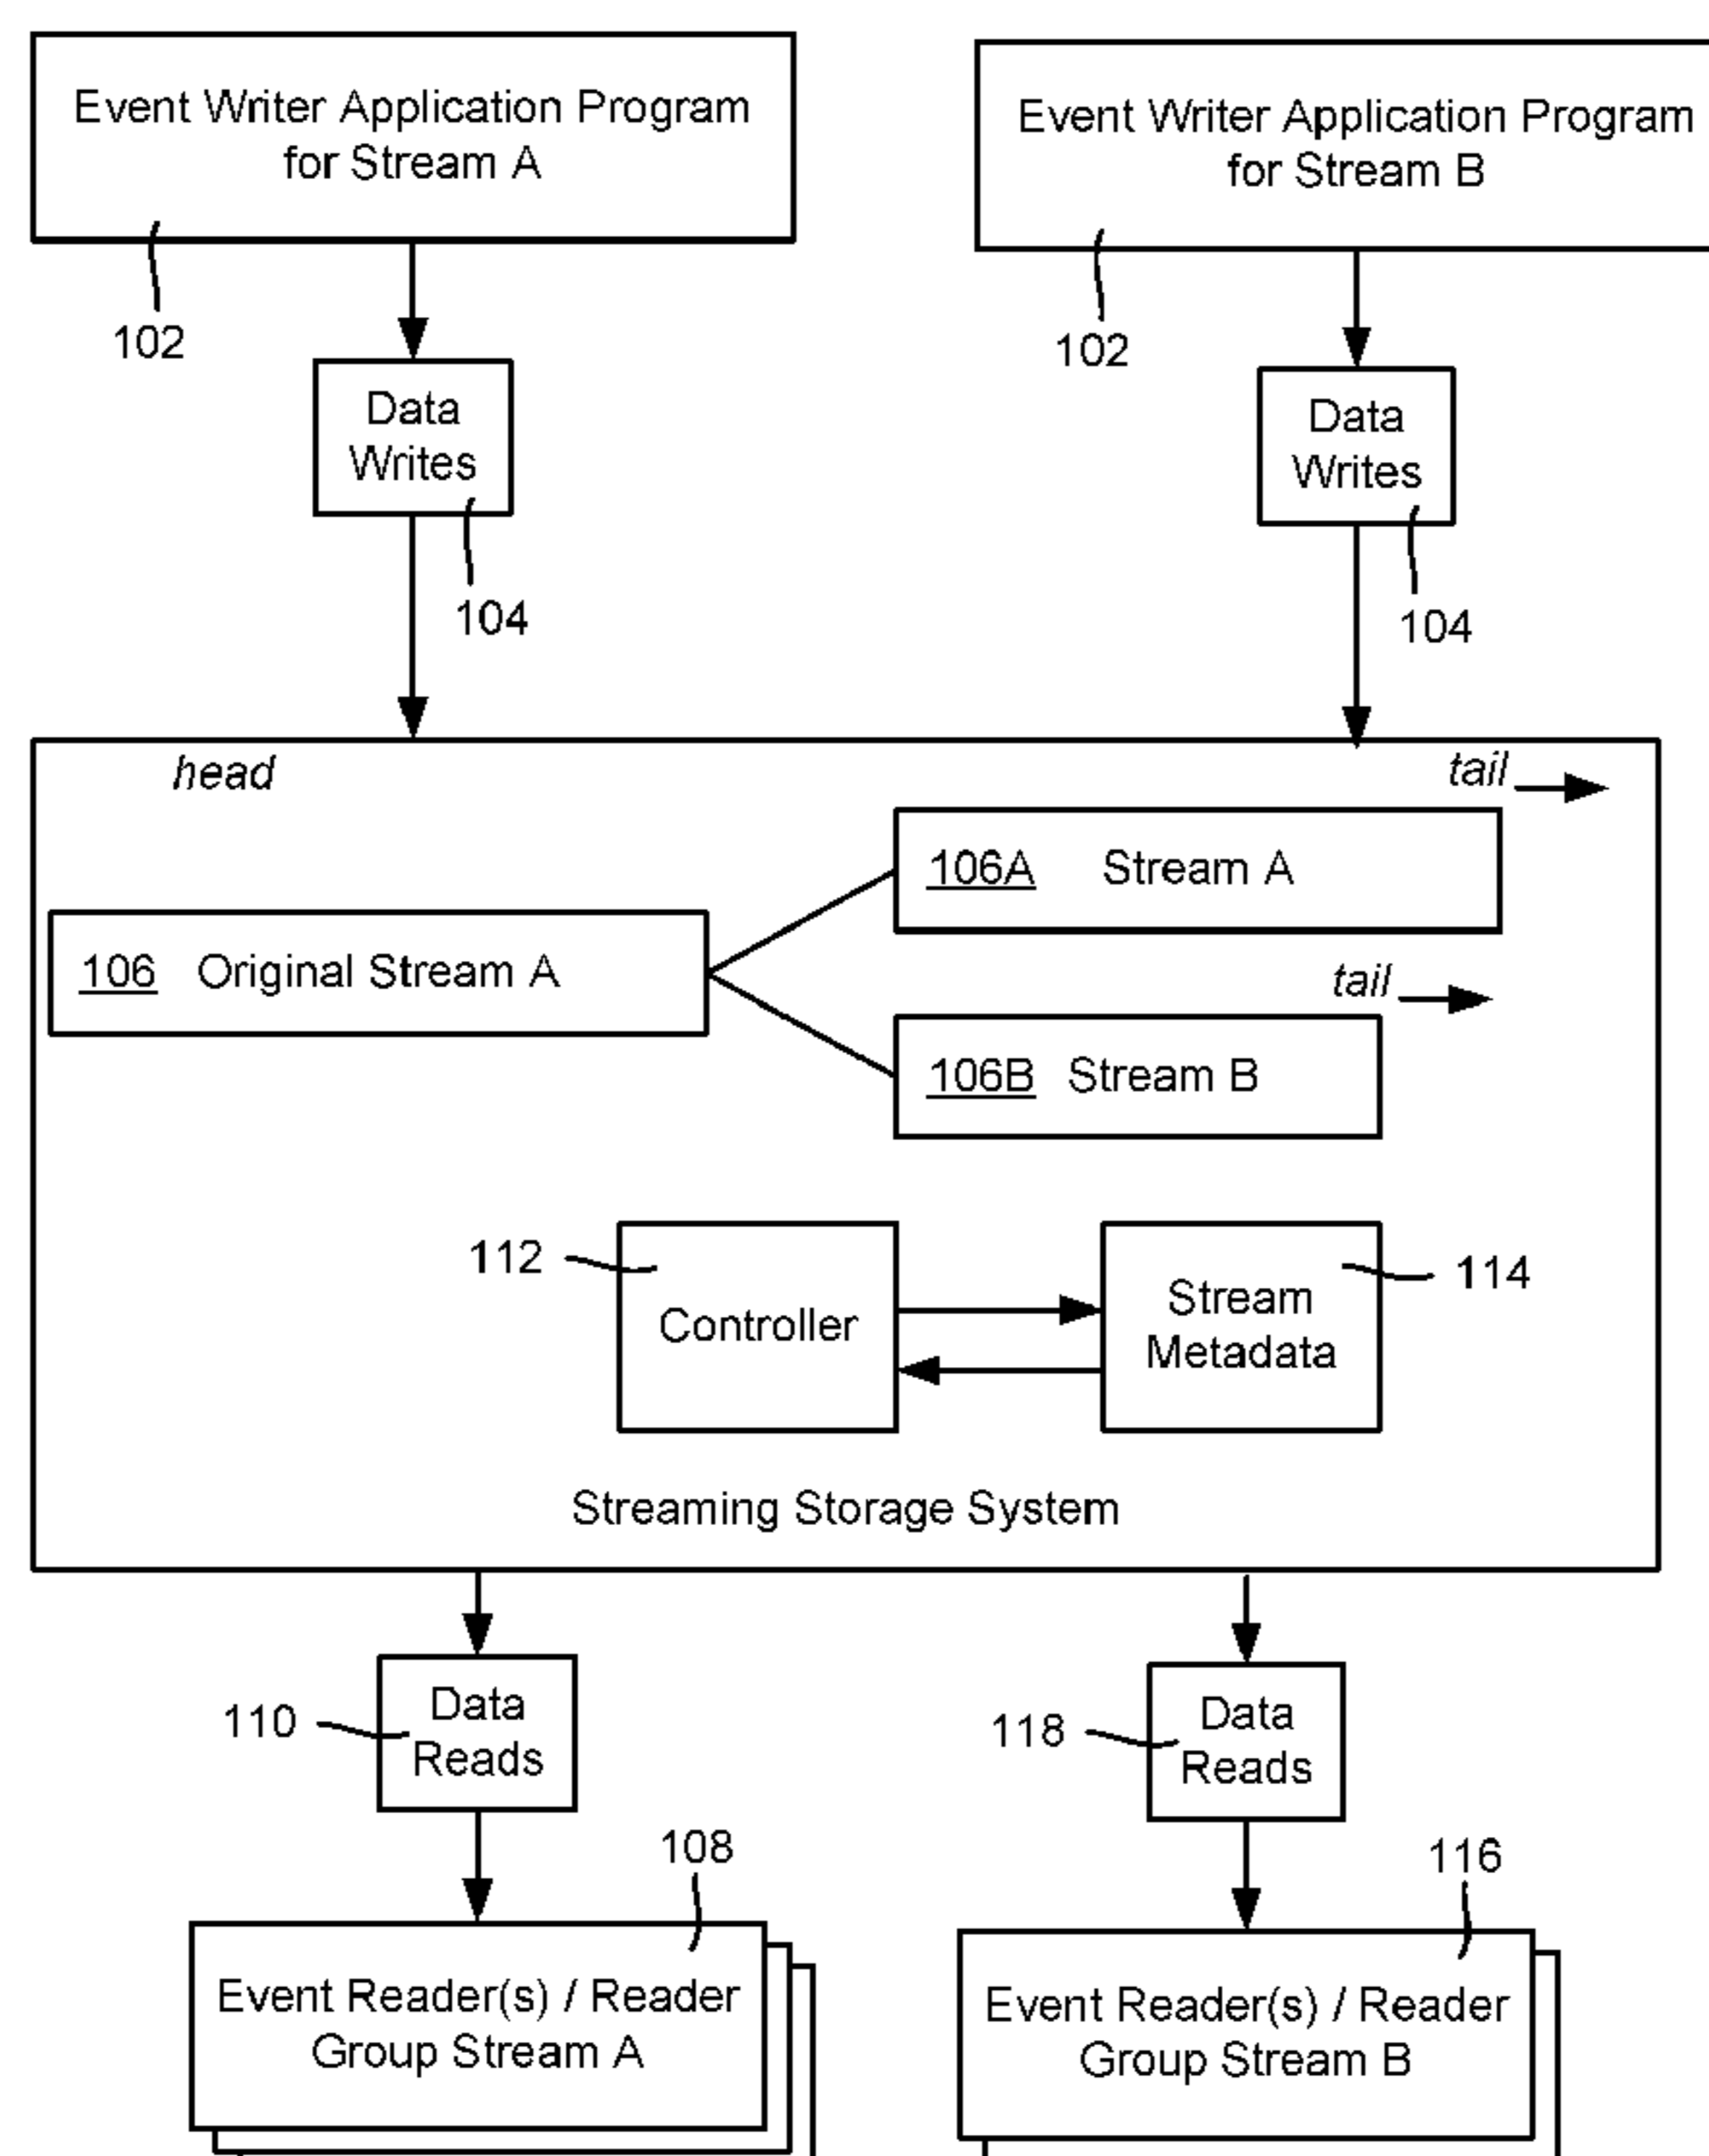 Event Writer Application Program
for Stream A
Event Writer Application Program
for Stream B
102
102
Data
Writes
Data
Writes
104
104
head
tail
106A Stream A
106 Original Stream A
tail
106B Stream B
112
114
Controller
Stream
Metadata
Streaming Storage System
110
Data
Reads
118
Data
Reads
108
116
Event Reader(s) / Reader
Group Stream A
Event Reader(s) / Reader
Group Stream B